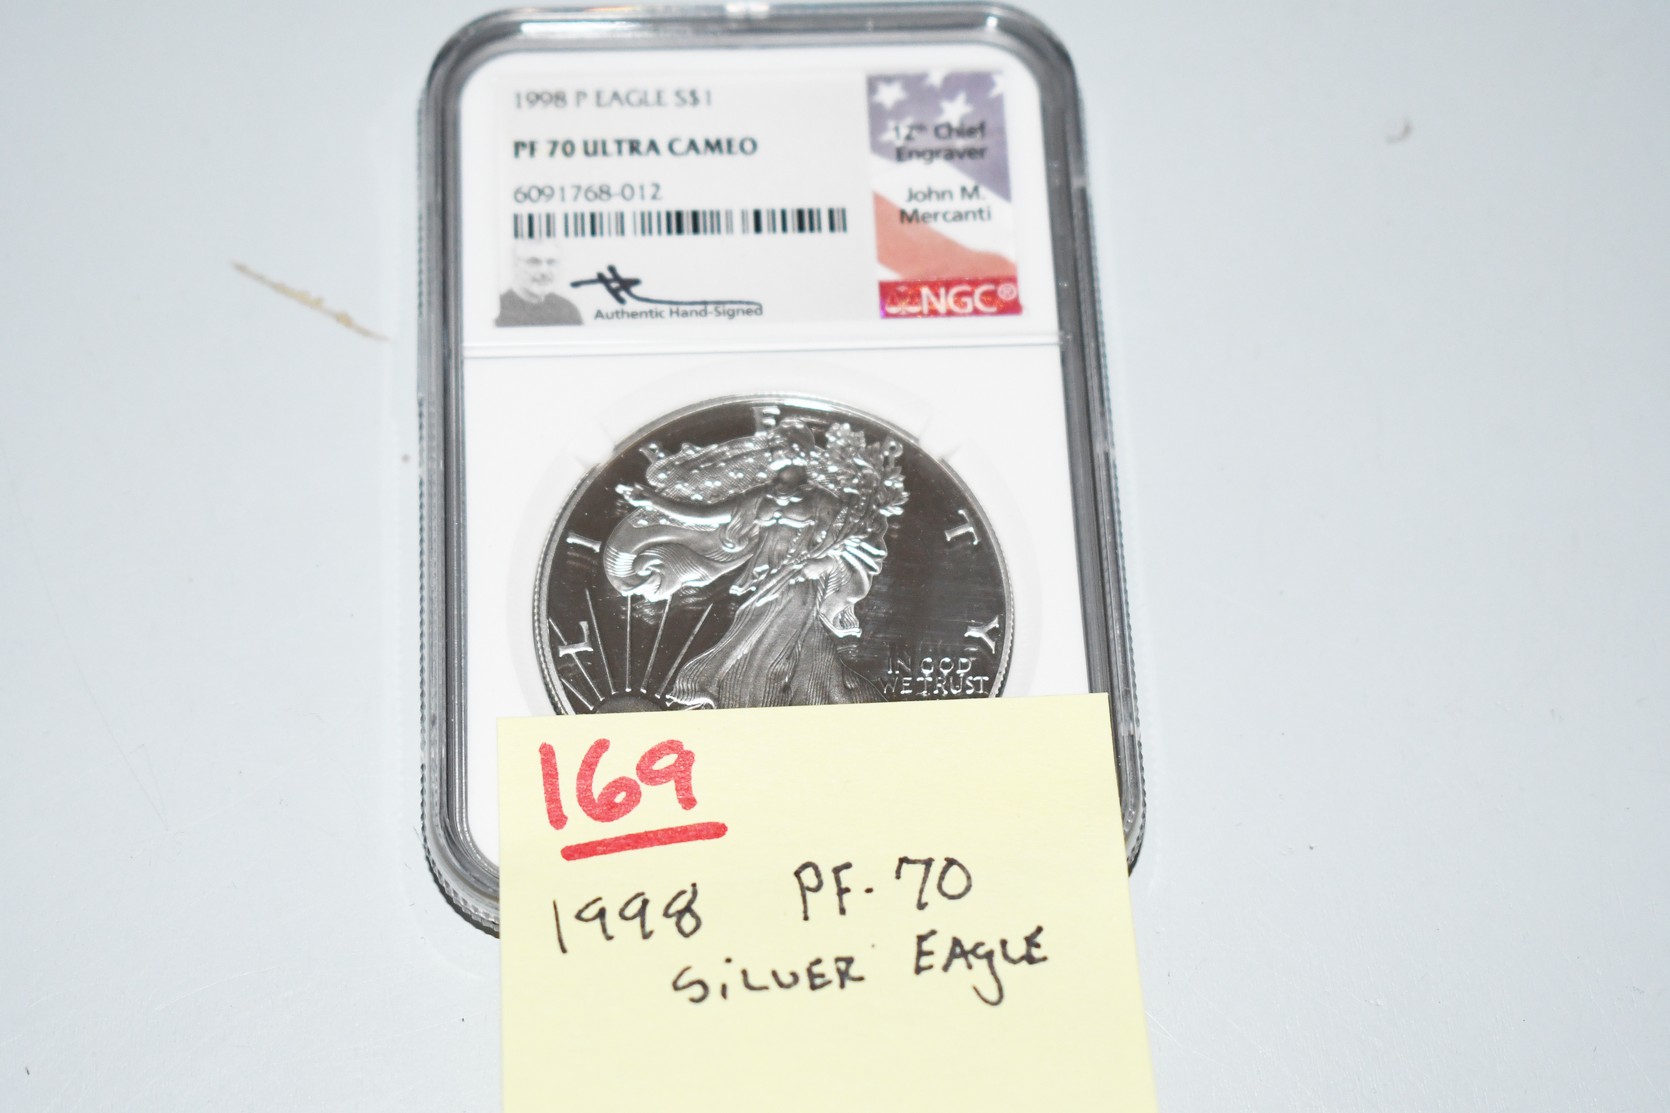 1998 P EAGLE S$1
PF 70 ULTRA CAMEO
6091768-012
Authentic Hand-Signed
12th Chief
Engraver
John M.
Mercanti
NGC®
LIBERTY
IN GOD
WE TRUST
169
1998 PF-70
SILVER EAGLE